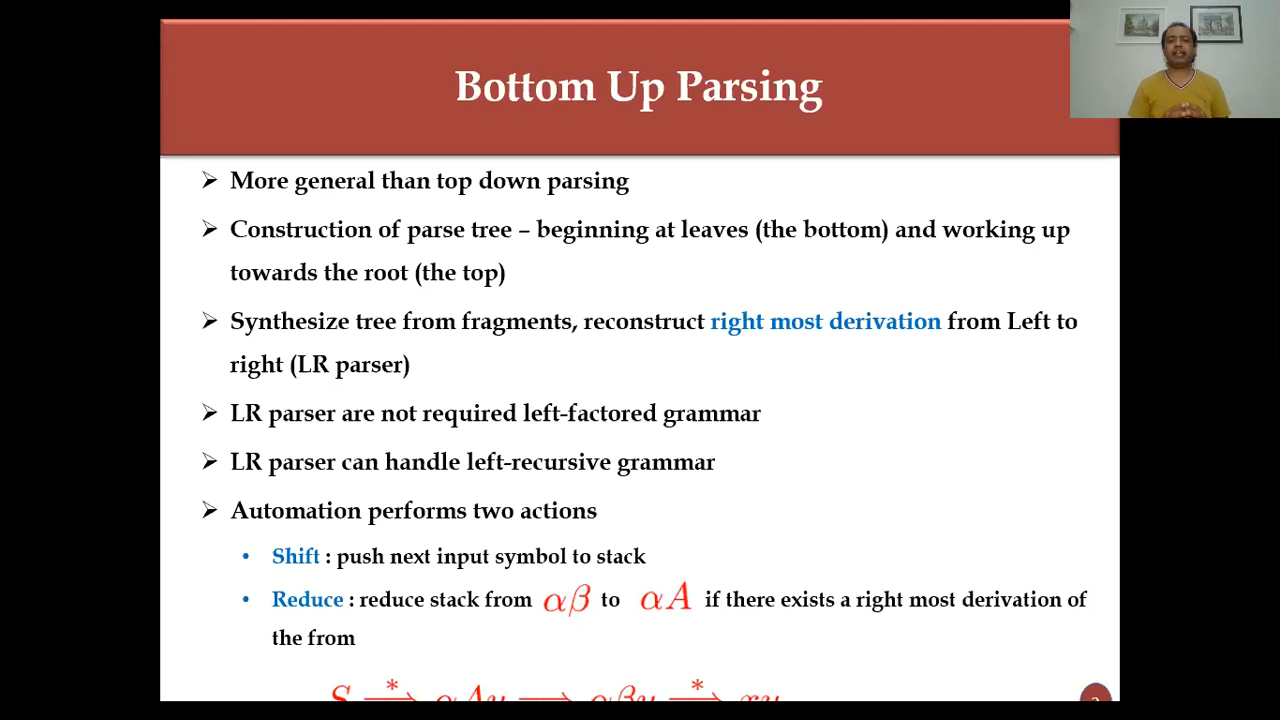 Bottom Up Parsing
➢ More general than top down parsing
➢ Construction of parse tree – beginning at leaves (the bottom) and working up
towards the root (the top)
➢ Synthesize tree from fragments, reconstruct right most derivation from Left to
right (LR parser)
➢ LR parser are not required left-factored grammar
➢ LR parser can handle left-recursive grammar
➢ Automation performs two actions
• Shift : push next input symbol to stack
• Reduce : reduce stack from αβ to αA if there exists a right most derivation of
the from